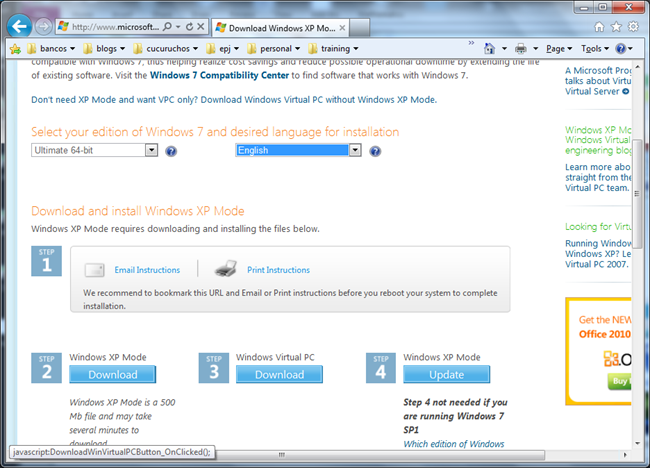 http://www.microsoft.
Download Windows XP Mo...
bancos
blogs
cucuruchos
epj
personal
training
»
Page
Tools
compatible with Windows 7, thus helping realize cost savings and reduce possible operational downtime by extending the life
of existing software. Visit the Windows 7 Compatibility Center to find software that works with Windows 7.
Don't need XP Mode and want VPC only? Download Windows Virtual PC without Windows XP Mode.
Select your edition of Windows 7 and desired language for installation
Ultimate 64-bit
English
Download and install Windows XP Mode
Windows XP Mode requires downloading and installing the files below.
STEP
1
Email Instructions
Print Instructions
We recommend to bookmark this URL and Email or Print instructions before you reboot your system to complete
installation.
STEP
2
Windows XP Mode
Download
Windows XP Mode is a 500
Mb file and may take
several minutes to
download
STEP
3
Windows Virtual PC
Download
STEP
4
Windows XP Mode
Update
Step 4 not needed if you
are running Windows 7
SP1
Which edition of Windows
A Microsoft Prog
talks about Virtu
Virtual Server
Windows XP Mo
Windows Virtua
engineering blog
Learn more abo
straight from the
Virtual PC team.
Looking for Virtu
Running Window
Windows XP? Le
Virtual PC 2007.
Get the NEW
Office 2010
O
Buy
javascript:DownloadWinVirtualPCButton_OnClicked();